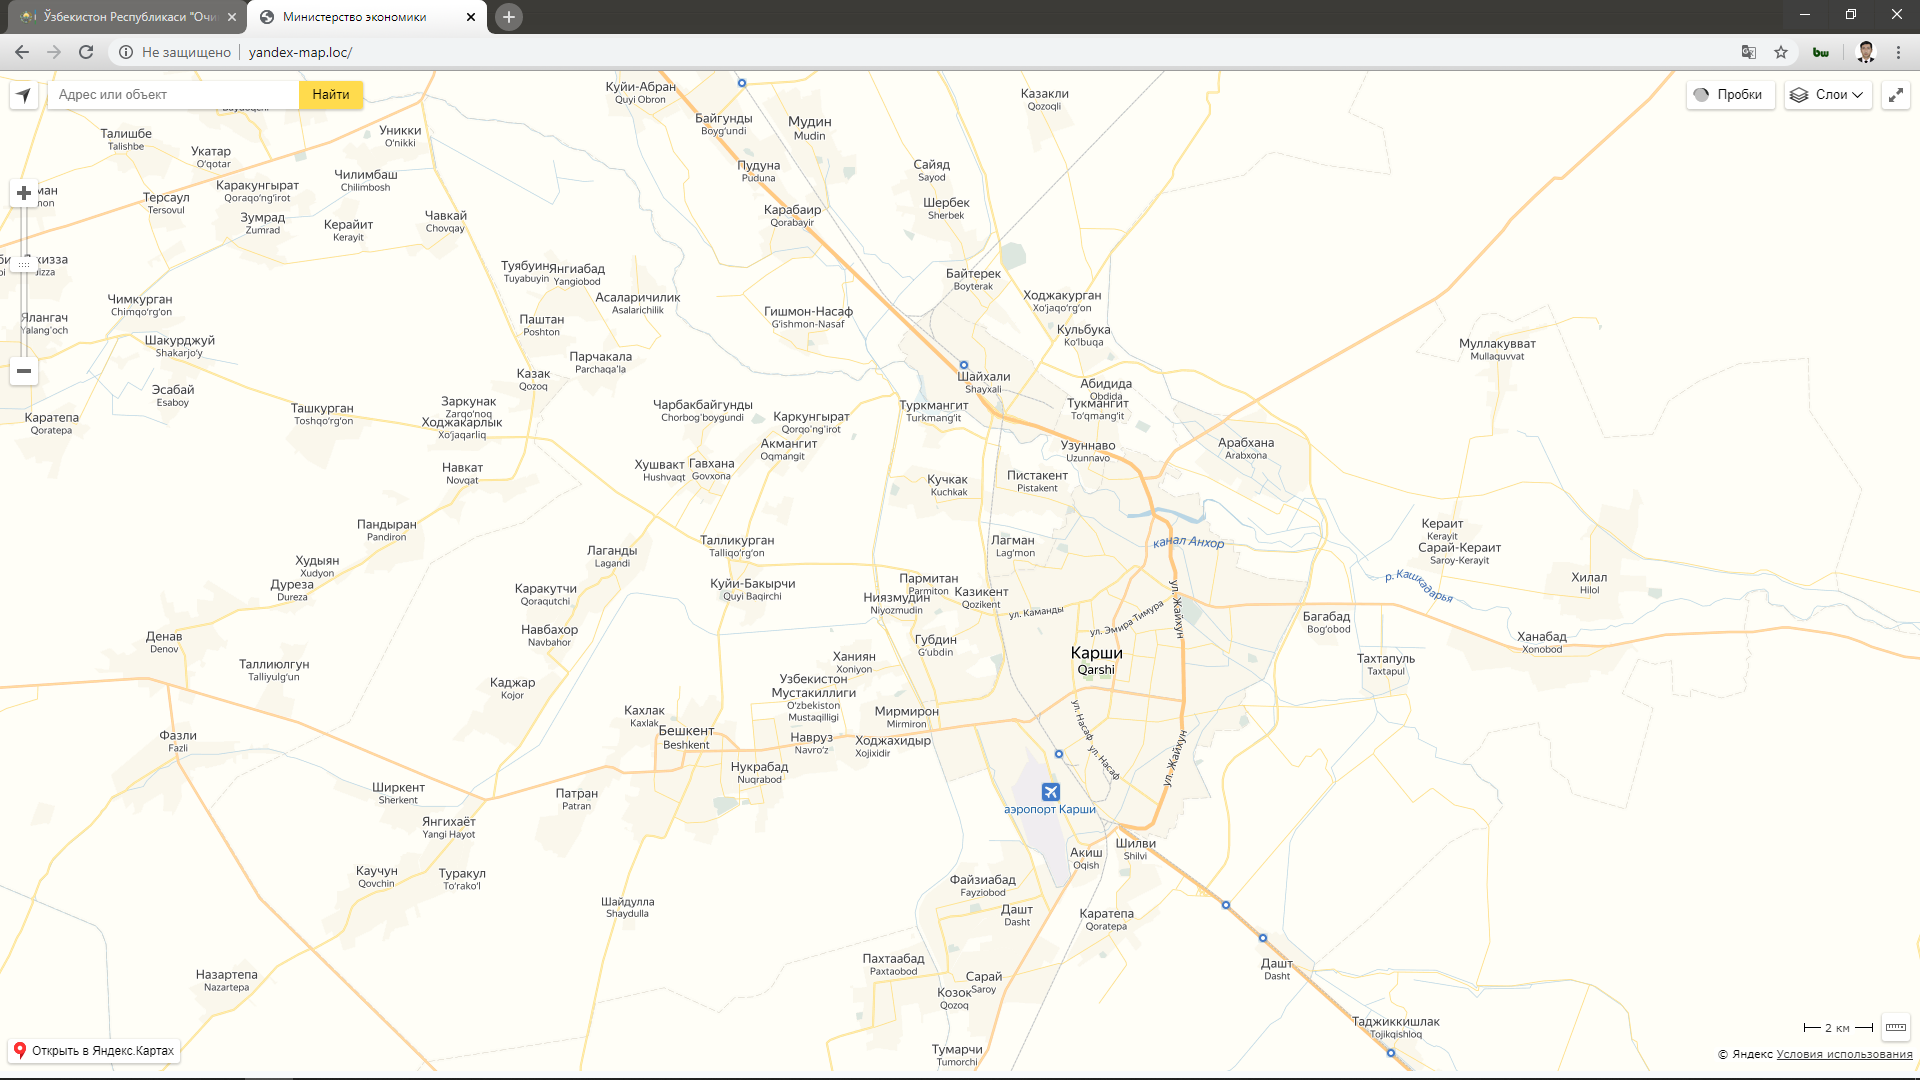 Ўзбекистон Республикаси "Очи
Министерство экономики
Не защищено
yandex-map.loc/
bw
Адрес или объект
Найти
Пробки
Слои
Куйи-Абран
Quyi Obron
Казакли
Qozoqli
Байгунды
Boyg'undi
Мудин
Mudin
Талишбе
Talishbe
Уникки
O'nikki
Укатар
O'qotar
Пудуна
Puduna
Сайяд
Sayod
Чилимбаш
Chilimbosh
Каракунгырат
Qoraqo'ng'irot
Терсаул
Tersovul
Карабаир
Qorabayir
Шербек
Sherbek
Зумрад
Zumrad
Керайит
Kerayit
Чавкай
Chovqay
Туябуин
Tuyabuyin
Янгиабад
Yangiobod
Байтерек
Boyterak
Чимкурган
Chimqo'rg'on
Асаларичилик
Asalarichilik
Ходжакурган
Xo'jaqo'rg'on
Гишмон-Насаф
G'ishmon-Nasaf
Ялангач
Yalang'och
Паштан
Poshton
Кульбука
Ko'lbuqa
Шакурджуй
Shakarjo'y
Муллакувват
Mullaquvvat
Парчакала
Parchaqa'la
Казак
Qozoq
Шайхали
Shayxali
Эсабай
Esaboy
Абидида
Obdida
Заркунак
Zarqo'noq
Чарбакбайгунды
Chorbog'boygundi
Туркмангит
Turkmang'it
Тукмангит
To'qmang'it
Ташкурган
Toshqo'rg'on
Каратепа
Qoratepa
Ходжакарлык
Xo'jaqarliq
Каркунгырат
Qorqo'ng'irot
Акмангит
Oqmangit
Узуннаво
Uzunnavo
Арабхана
Arabxona
Навкат
Novqat
Хушвакт
Hushvaqt
Гавхана
Govxona
Кучкак
Kuchkak
Пистакент
Pistakent
Пандыран
Pandiron
Кераит
Kerayit
Талликурган
Talliqo'rg'on
Лагман
Lag'mon
канал Анхор
Сарай-Кераит
Saroy-Kerayit
Лаганды
Lagandi
Худыян
Xudyon
Дуреза
Dureza
Каракутчи
Qoraqutchi
Куйи-Бакырчи
Quyi Baqirchi
Пармитан
Parmiton
р. Кашкадарья
Хилал
Hilol
Ниязмудин
Niyozmudin
Казикент
Qozikent
ул. Каманды
ул. Эмира Тимура
ул. Жайхун
Багабад
Bog'obod
Навбахор
Navbahor
Губдин
G'ubdin
Денав
Denov
Ханабад
Xonobod
Карши
Qarshi
Ханиян
Xoniyon
Тахтапуль
Taxtapul
Таллиюлгун
Talliyulg'un
Каджар
Kojor
Узбекистон
Мустакиллиги
O'zbekiston
Mustaqilligi
Кахлак
Kaxlak
Мирмирон
Mirmiron
ул. Насаф
Бешкент
Beshkent
Фазли
Fazli
Навруз
Navro'z
Ходжахидыр
Xojixidir
ул. Насаф
ул. Жайхун
Нукрабад
Nuqrabod
Ширкент
Sherkent
Патран
Patran
аэропорт Карши
Янгихаёт
Yangi Hayot
Акиш
Oqish
Шилви
Shilvi
Каучун
Qovchin
Туракул
To'rako'l
Файзиабад
Fayziobod
Шайдулла
Shaydulla
Дашт
Dasht
Каратепа
Qoratepa
Назартепа
Nazartepa
Пахтаабад
Paxtaobod
Сарай
Saroy
Козок
Qozoq
Дашт
Dasht
Таджиккишлак
Tojikqishloq
Тумарчи
Tumorchi
2 км
Открыть в Яндекс.Картах
© Яндекс Условия использования